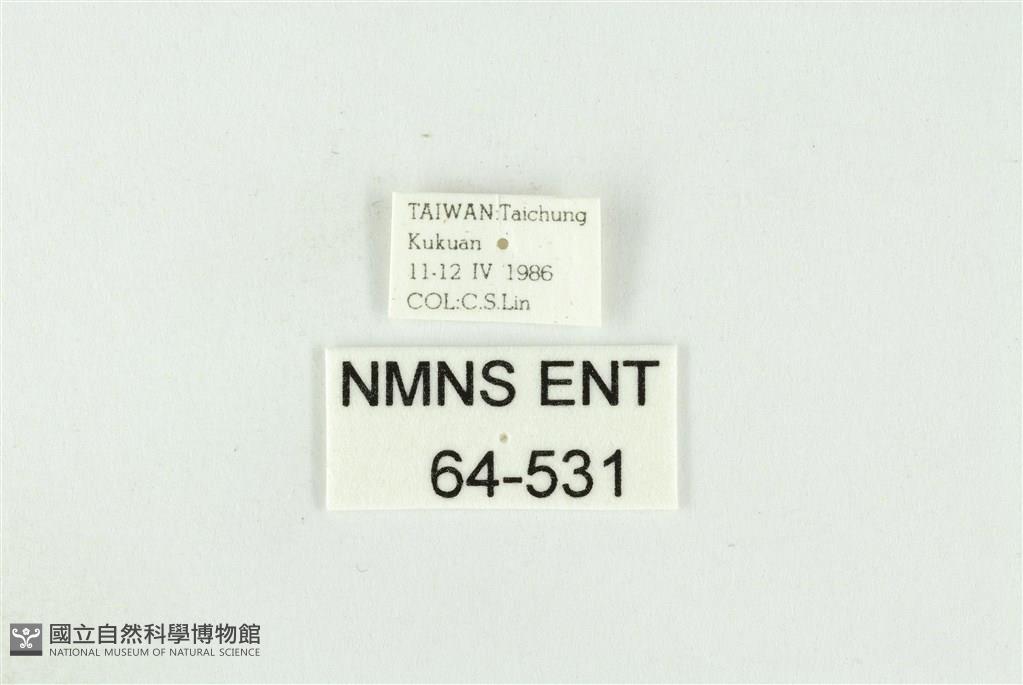 TAIWAN:Taichung
Kukuan
11-12 IV 1986
COL:C.S.Lin
NMNS ENT
64-531
國立自然科學博物館
NATIONAL MUSEUM OF NATURAL SCIENCE